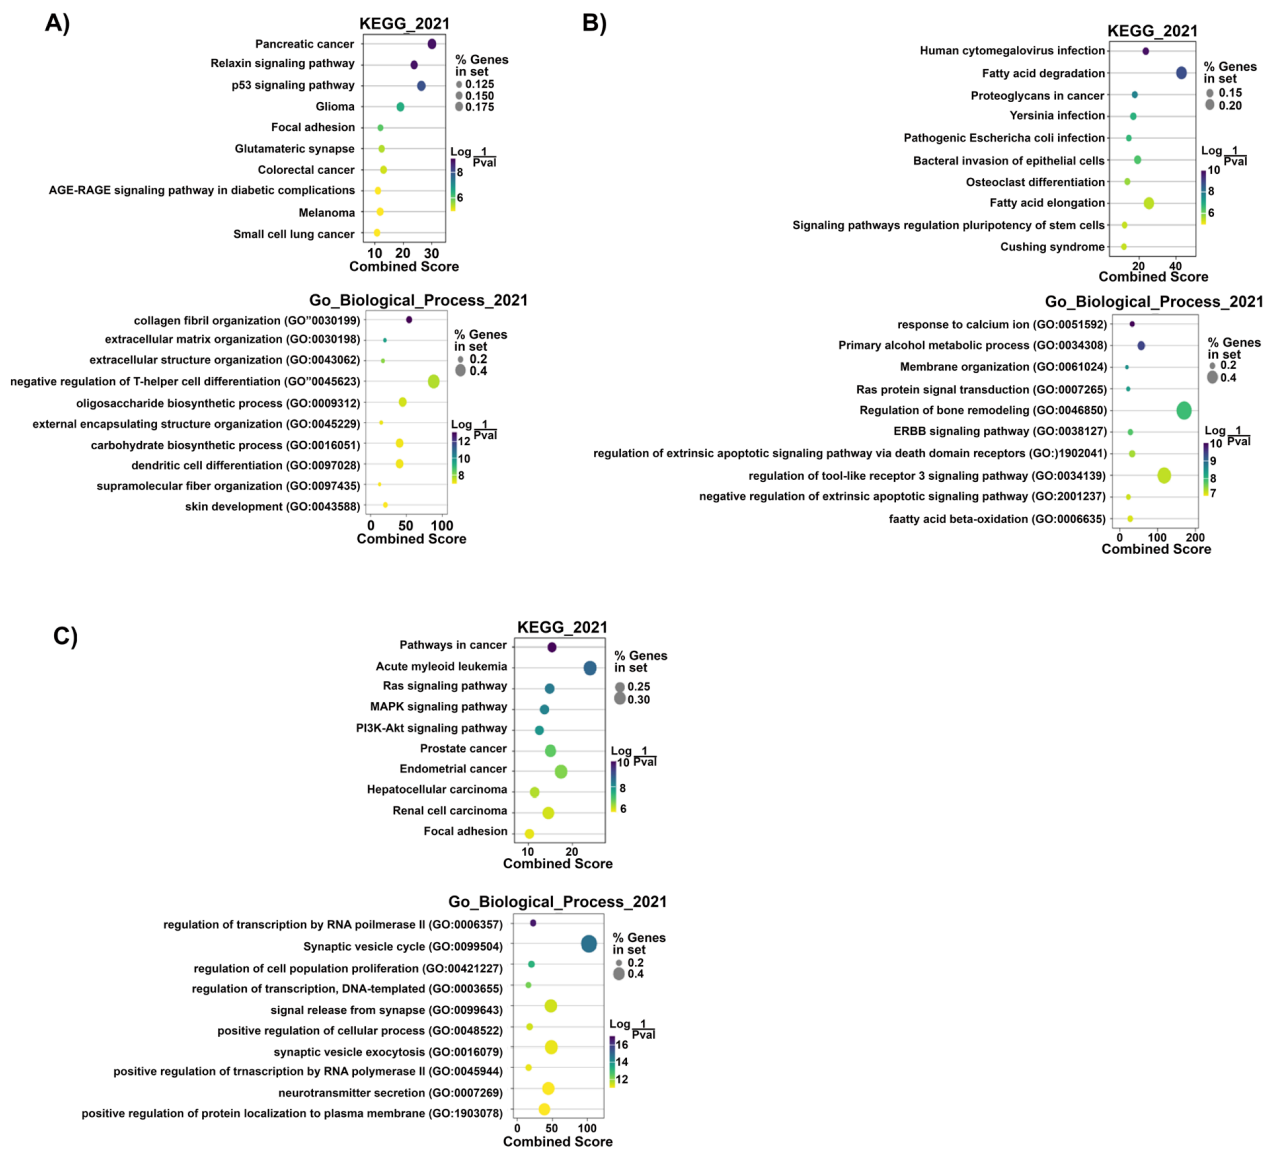 A)
KEGG_2021
Pancreatic cancer
Relaxin signaling pathway
p53 signaling pathway
Glioma
Focal adhesion
Glutameric synapse
Colorectal cancer
AGE-RAGE signaling pathway in diabetic complications
Melanoma
Small cell lung cancer
10 20 30
Combined Score
% Genes
in set
0.125
0.150
0.175
Log 1
Pval
8
6
Go_Biological_Process_2021
collagen fibril organization (GO"0030199)
extracellular matrix organization (GO:0030198)
extracellular structure organization (GO:0043062)
negative regulation of T-helper cell differentiation (GO"0045623)
oligosaccharide biosynthetic process (GO:0009312)
external encapsulating structure organization (GO:0045229)
carbohydrate biosynthetic process (GO:0016051)
dendritic cell differentiation (GO:0097028)
supramolecular fiber organization (GO:0097435)
skin development (GO:0043588)
0 50 100
Combined Score
% Genes
in set
0.2
0.4
Log 1
Pval
12
10
8
B)
KEGG_2021
Human cytomegalovirus infection
Fatty acid degradation
Proteoglycans in cancer
Yersinia infection
Pathogenic Eschericha coli infection
Bacteral invasion of epithelial cells
Osteoclast differentiation
Fatty acid elongation
Signaling pathways regulation pluripotency of stem cells
Cushing syndrome
20 40
Combined Score
% Genes
in set
0.15
0.20
Log 1
Pval
10
8
6
Go_Biological_Process_2021
response to calcium ion (GO:0051592)
Primary alcohol metabolic process (GO:0034308)
Membrane organization (GO:0061024)
Ras protein signal transduction (GO:0007265)
Regulation of bone remodeling (GO:0046850)
ERBB signaling pathway (GO:0038127)
regulation of extrinsic apoptotic signaling pathway via death domain receptors (GO:)1902041)
regulation of tool-like receptor 3 signaling pathway (GO:0034139)
negative regulation of extrinsic apoptotic signaling pathway (GO:2001237)
faatty acid beta-oxidation (GO:0006635)
0 100 200
Combined Score
% Genes
in set
0.2
0.4
Log 1
Pval
10
9
8
7
C)
KEGG_2021
Pathways in cancer
Acute myleoid leukemia
Ras signaling pathway
MAPK signaling pathway
PI3K-Akt signaling pathway
Prostate cancer
Endometrial cancer
Hepatocellular carcinoma
Renal cell carcinoma
Focal adhesion
10 20
Combined Score
% Genes
in set
0.25
0.30
Log 1
Pval
10
8
6
Go_Biological_Process_2021
regulation of transcription by RNA poilmerase II (GO:0006357)
Synaptic vesicle cycle (GO:0099504)
regulation of cell population proliferation (GO:00421227)
regulation of transcription, DNA-templated (GO:0003655)
signal release from synapse (GO:0099643)
positive regulation of cellular process (GO:0048522)
synaptic vesicle exocytosis (GO:0016079)
positive regulation of trnascription by RNA polymerase II (GO:0045944)
neurotransmitter secretion (GO:0007269)
positive regulation of protein localization to plasma membrane (GO:1903078)
0 50 100
Combined Score
% Genes
in set
0.2
0.4
Log 1
Pval
16
14
12